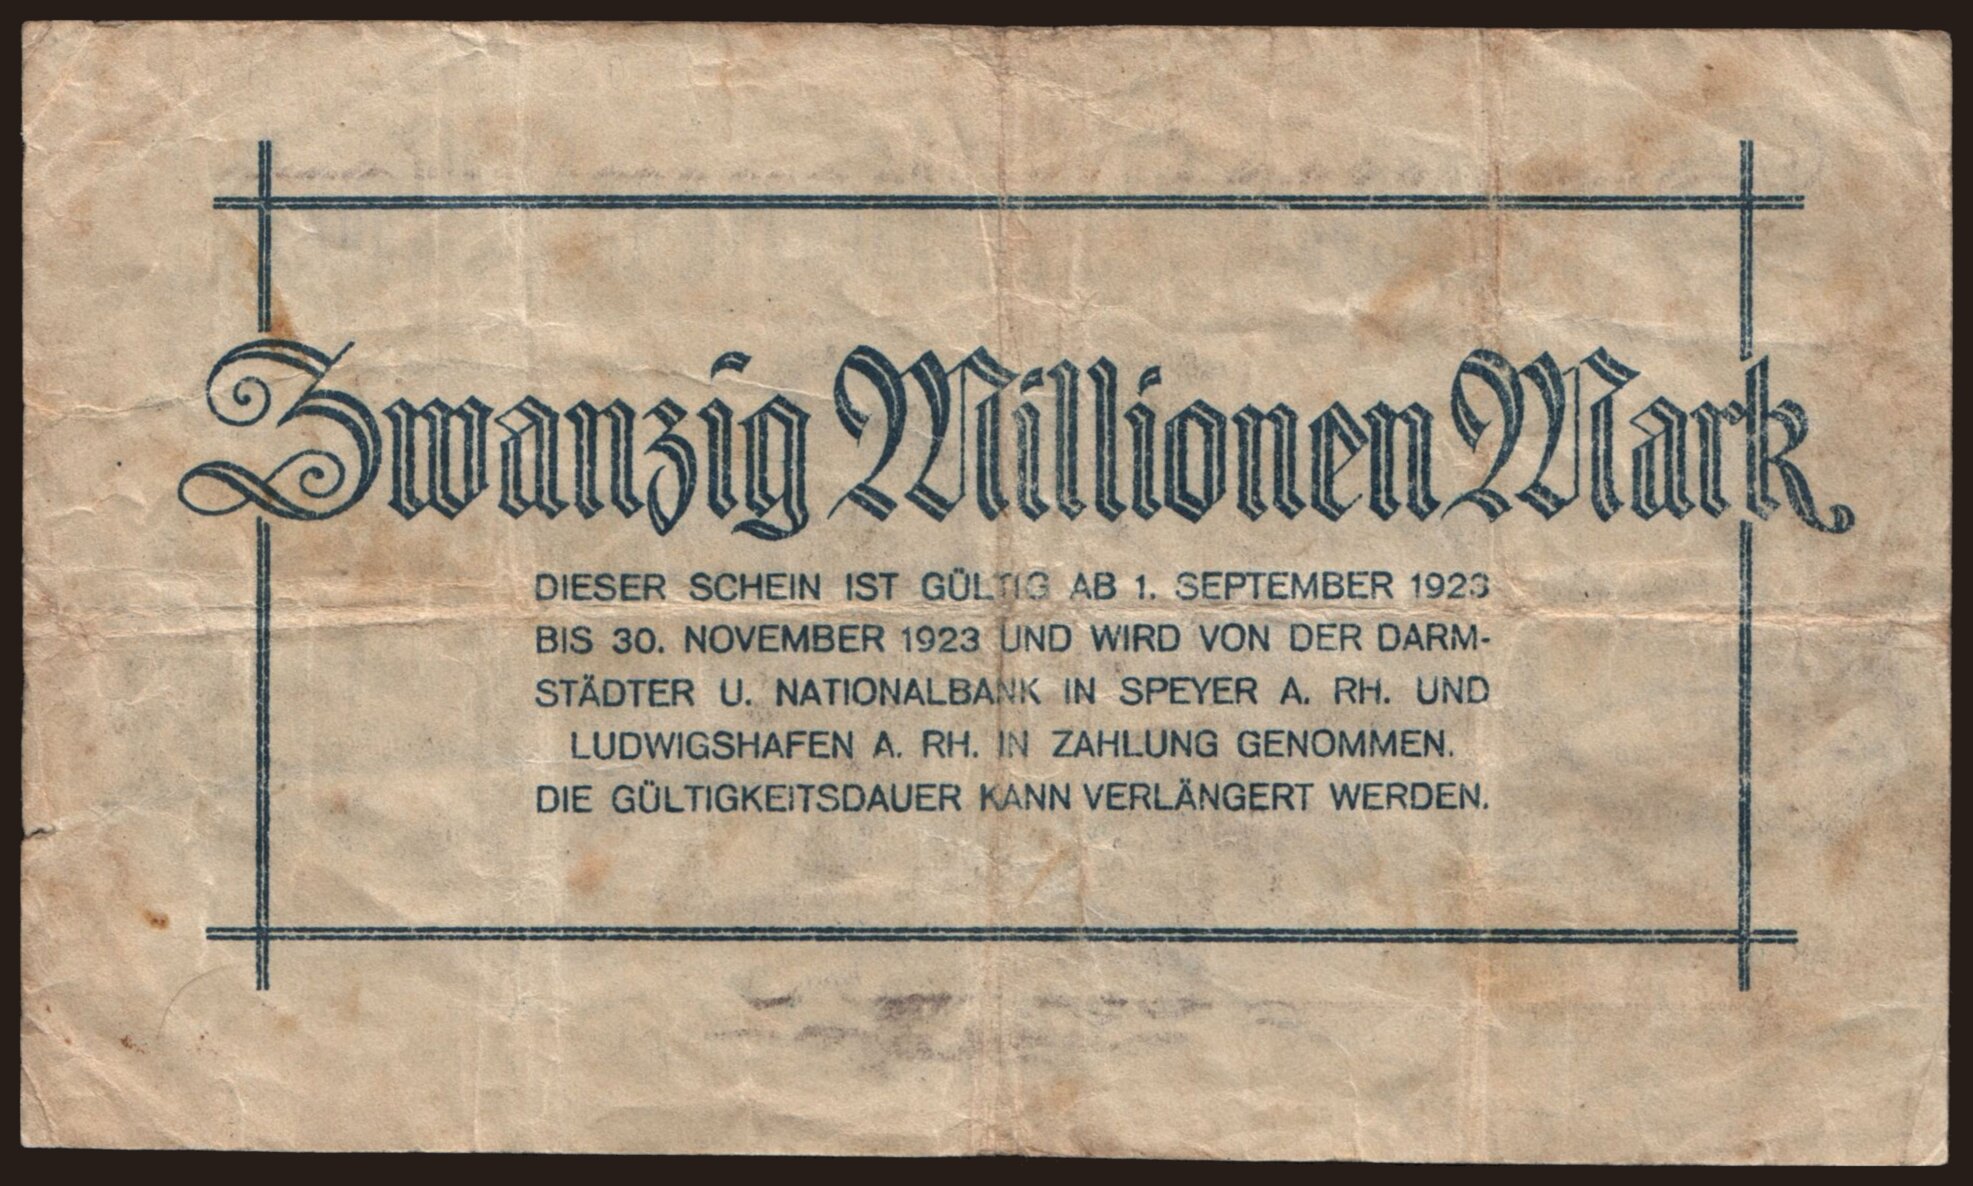 Zwanzig Millionen Mark
DIESER SCHEIN IST GÜLTIG AB 1. SEPTEMBER 1923
BIS 30. NOVEMBER 1923 UND WIRD VON DER DARM-
STÄDTER U. NATIONALBANK IN SPEYER A. RH. UND
LUDWIGSHAFEN A. RH. IN ZAHLUNG GENOMMEN.
DIE GÜLTIGKEITSDAUER KANN VERLÄNGERT WERDEN.